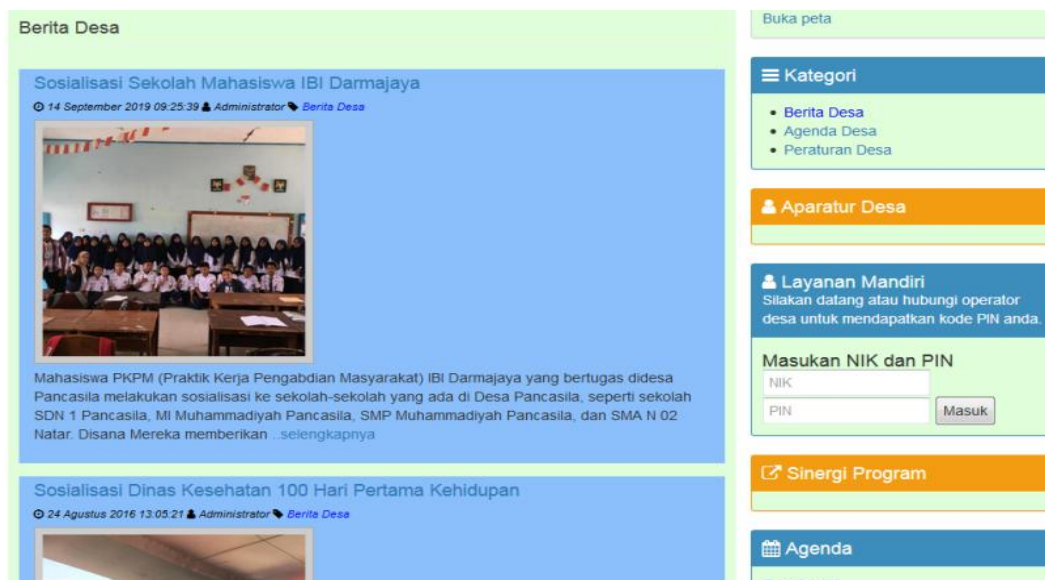 Berita Desa
Sosialisasi Sekolah Mahasiswa IBI Darmajaya
14 September 2019 09:25:39 Administrator Berita Desa
Mahasiswa PKPM (Praktik Kerja Pengabdian Masyarakat) IBI Darmajaya yang bertugas didesa
Pancasila melakukan sosialisasi ke sekolah-sekolah yang ada di Desa Pancasila, seperti sekolah
SDN 1 Pancasila, MI Muhammadiyah Pancasila, SMP Muhammadiyah Pancasila, dan SMA N 02
Natar. Disana Mereka memberikan ..selengkapnya
Sosialisasi Dinas Kesehatan 100 Hari Pertama Kehidupan
24 Agustus 2016 13:05:21 Administrator Berita Desa
Buka peta
Kategori
Berita Desa
Agenda Desa
Peraturan Desa
Aparatur Desa
Layanan Mandiri
Silakan datang atau hubungi operator
desa untuk mendapatkan kode PIN anda.
Masukan NIK dan PIN
NIK
PIN
Masuk
Sinergi Program
Agenda